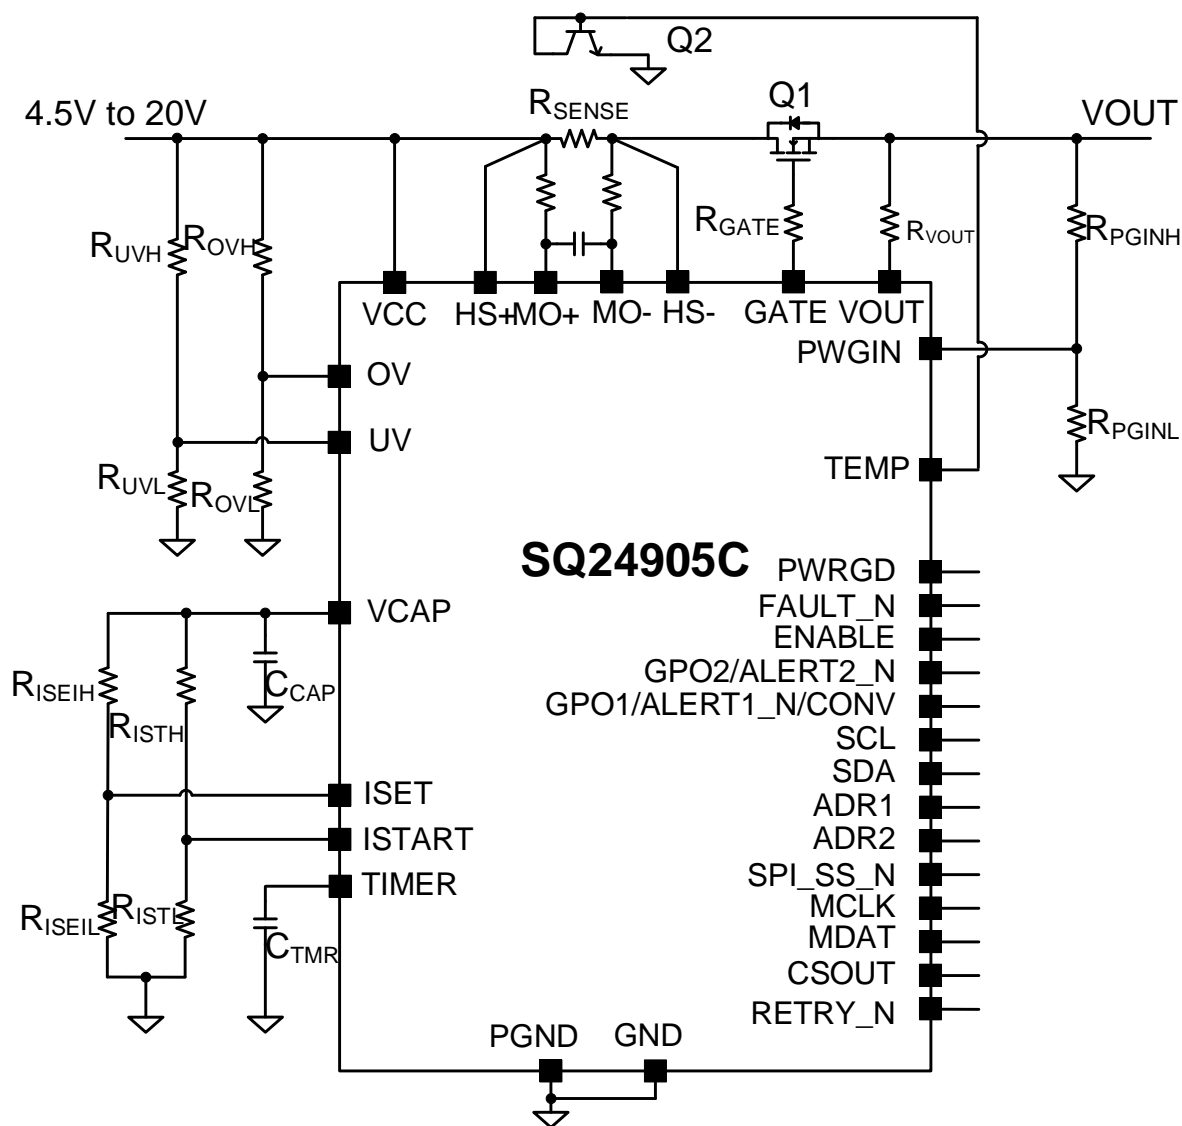 Q2
4.5V to 20V
RSENSE
Q1
VOUT
RUVH
ROVH
RGATE
RVOUT
RPGINH
VCC
HS+
MO+
MO-
HS-
GATE
VOUT
PWGIN
OV
UV
RPGINL
RUVL
ROVL
TEMP
SQ24905C
PWRGD
FAULT_N
ENABLE
GPO2/ALERT2_N
GPO1/ALERT1_N/CONV
SCL
SDA
ADR1
ADR2
SPI_SS_N
MCLK
MDAT
CSOUT
RETRY_N
VCAP
RISEIH
CCAP
RISTH
ISET
ISTART
TIMER
RISEIL
RISTL
CTMR
PGND
GND